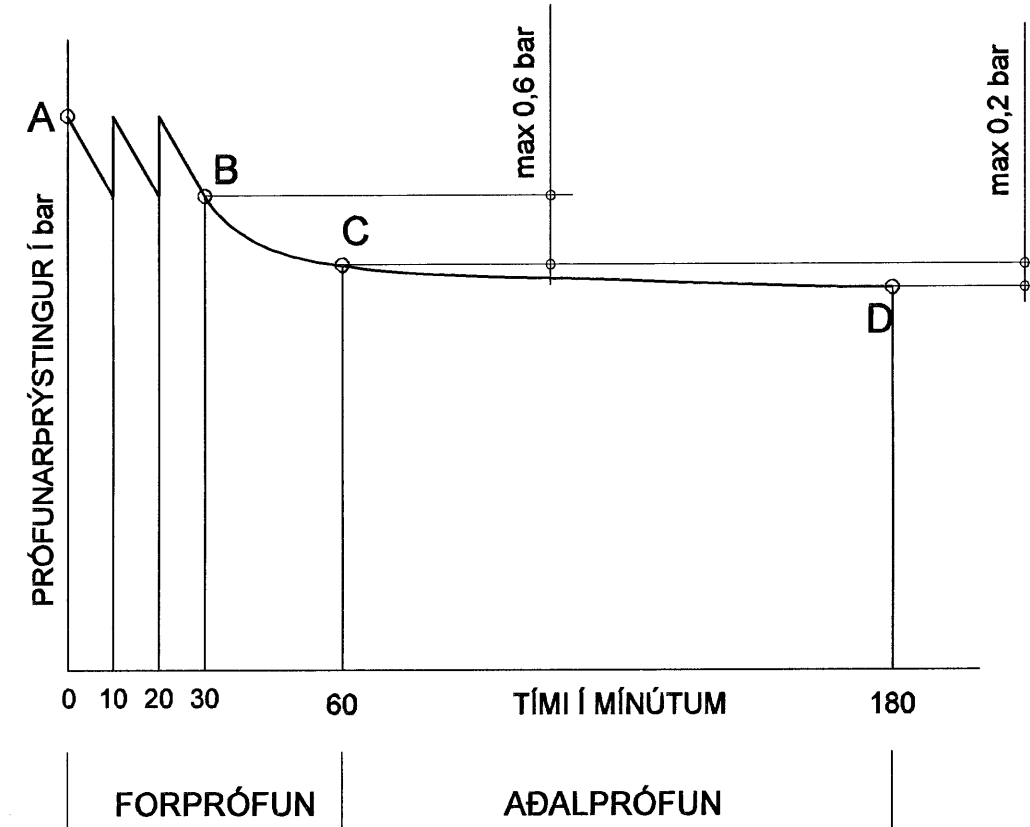 max 0,6 bar
max 0,2 bar
A
B
C
D
PRÓFUNARÞRÝSTINGUR Í bar
0 10 20 30 60 TÍMI Í MÍNÚTUM 180
FORPRÓFUN AÐALPRÓFUN